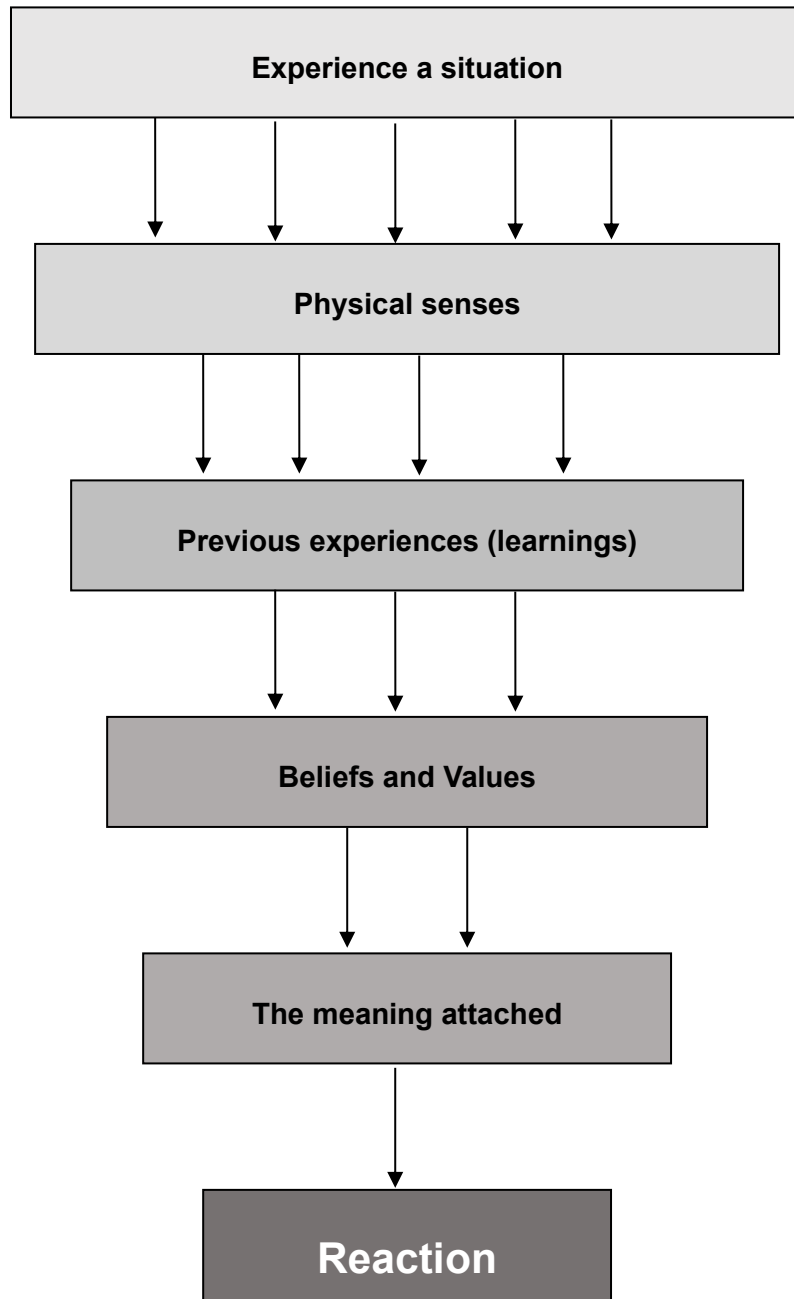 Experience a situation
Physical senses
Previous experiences (learnings)
Beliefs and Values
The meaning attached
Reaction